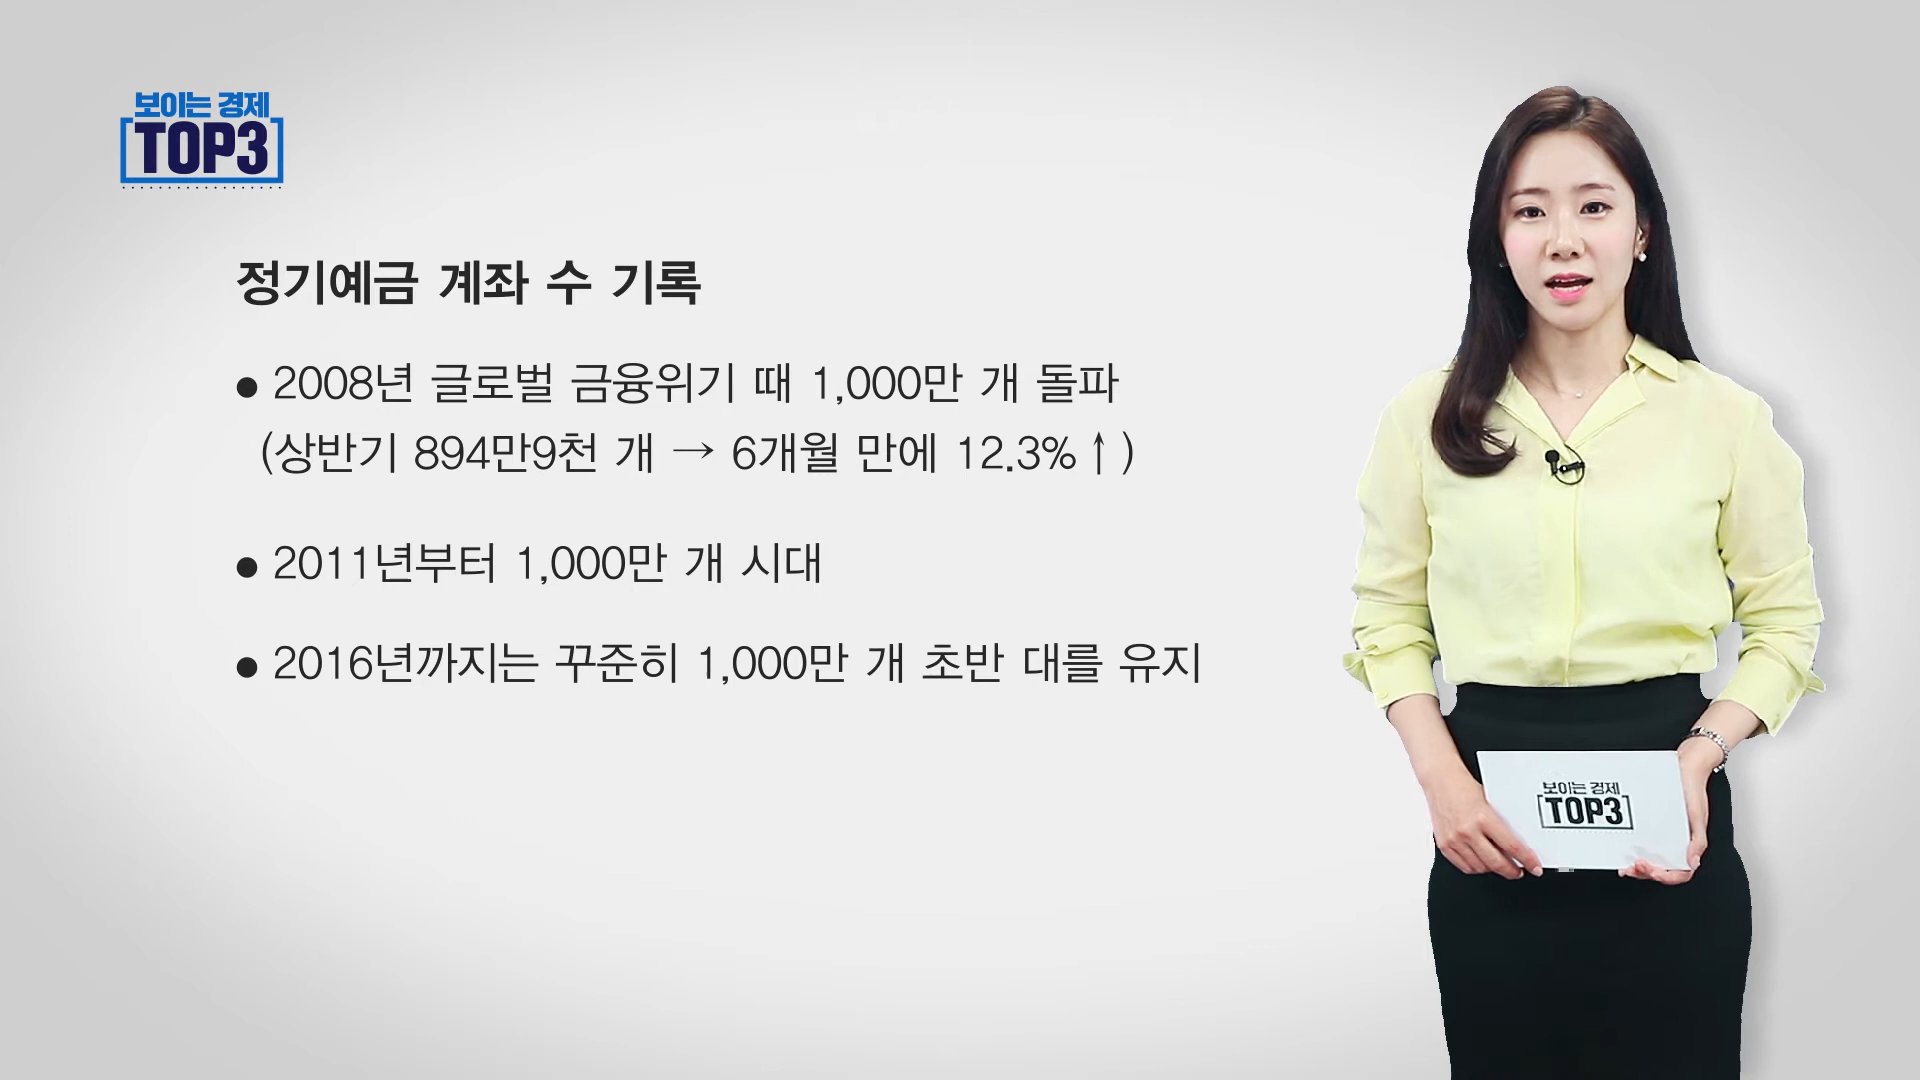 보이는 경제
TOP3
정기예금 계좌 수 기록
● 2008년 글로벌 금융위기 때 1,000만 개 돌파
(상반기 894만9천 개 → 6개월 만에 12.3%↑)
● 2011년부터 1,000만 개 시대
● 2016년까지는 꾸준히 1,000만 개 초반 대를 유지
보이는 경제
TOP3